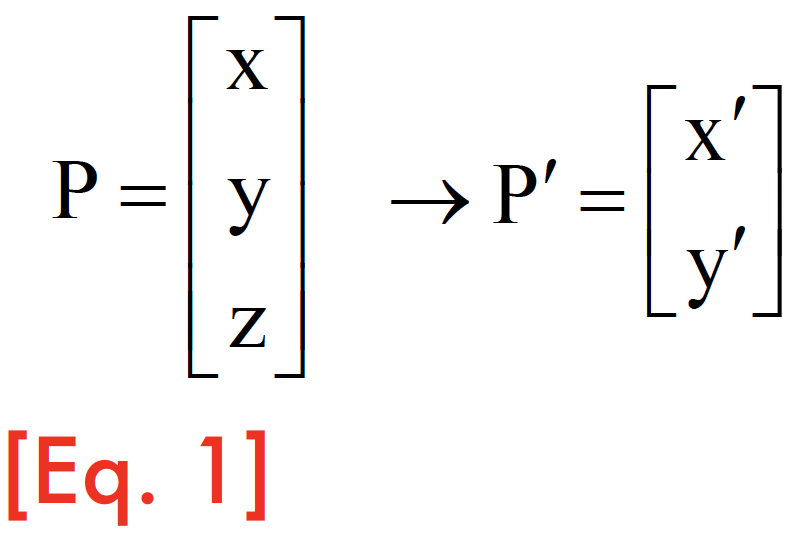 P = [x y z] → P′ = [x′ y′]
[Eq. 1]